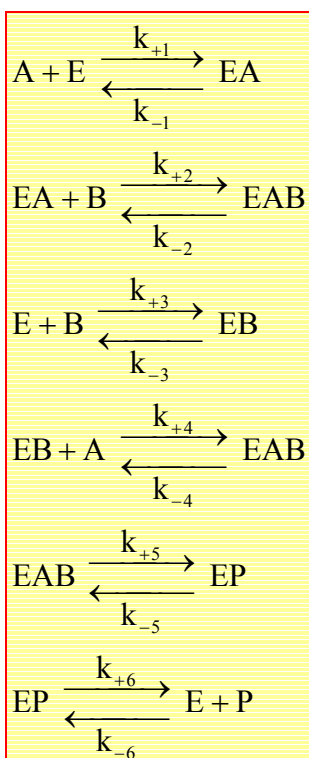 k₊₁
A + E ⇄ EA
k₋₁
k₊₂
EA + B ⇄ EAB
k₋₂
k₊₃
E + B ⇄ EB
k₋₃
k₊₄
EB + A ⇄ EAB
k₋₄
k₊₅
EAB ⇄ EP
k₋₅
k₊₆
EP ⇄ E + P
k₋₆